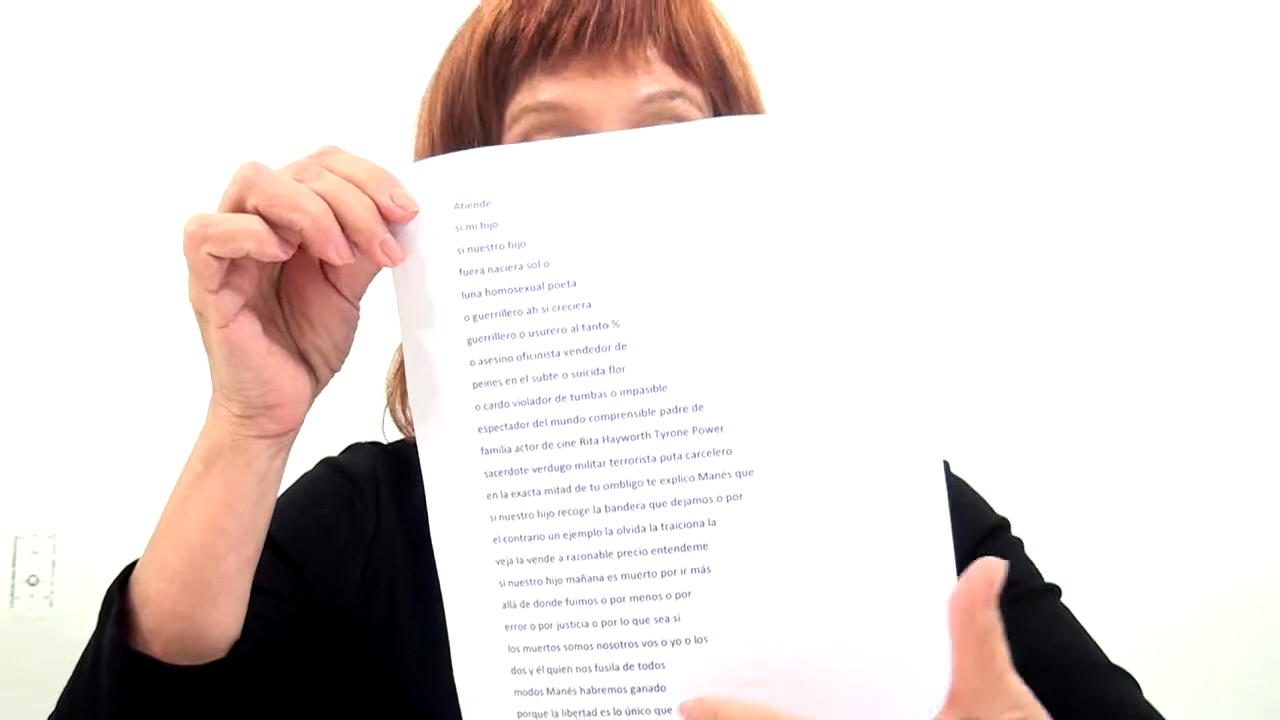 Atiende
si mi hijo
si nuestro hijo
fuera naciera sol o
luna homosexual poeta
o guerrillero ah si creciera
guerrillero o usurero al tanto %
o asesino oficinista vendedor de
peines en el subte o suicida flor
o cardo violador de tumbas o impasible
espectador del mundo comprensible padre de
familia actor de cine Rita Hayworth Tyrone Power
sacerdote verdugo militar terrorista puta carcelero
en la exacta mitad de tu ombligo te explico Manés que
si nuestro hijo recoge la bandera que dejamos o por
el contrario un ejemplo la olvida la traiciona la
veja la vende a razonable precio entendeme
si nuestro hijo mañana es muerto por ir más
allá de donde fuimos o por menos o por
error o por justicia o por lo que sea sí
los muertos somos nosotros vos o yo o los
dos y él quien nos fusila de todos
modos Manés habremos ganado
porque la libertad es lo único que